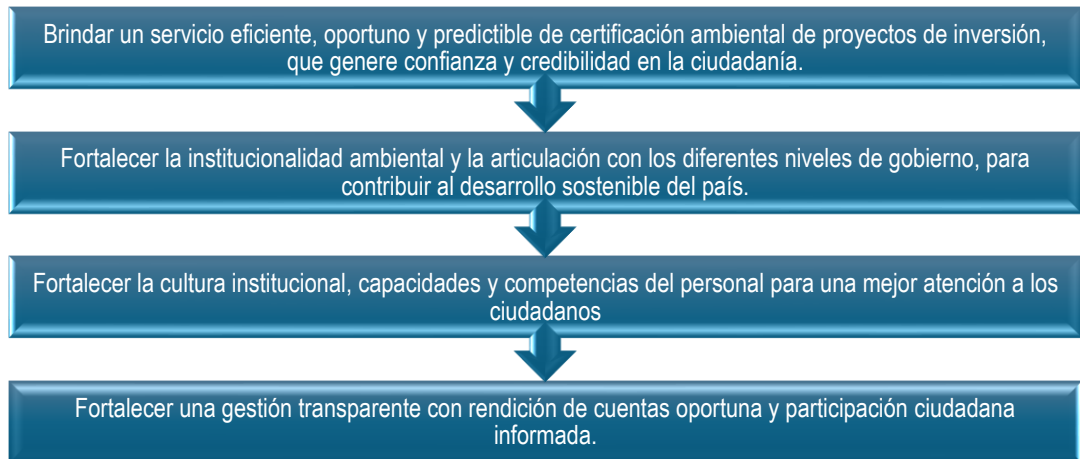 Brindar un servicio eficiente, oportuno y predictible de certificación ambiental de proyectos de inversión,
que genere confianza y credibilidad en la ciudadanía.
Fortalecer la institucionalidad ambiental y la articulación con los diferentes niveles de gobierno, para
contribuir al desarrollo sostenible del país.
Fortalecer la cultura institucional, capacidades y competencias del personal para una mejor atención a los
ciudadanos
Fortalecer una gestión transparente con rendición de cuentas oportuna y participación ciudadana
informada.